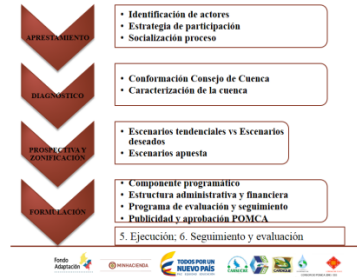 APRESTAMIENTO
• Identificación de actores
• Estrategia de participación
• Socialización proceso
DIAGNÓSTICO
• Conformación Consejo de Cuenca
• Caracterización de la cuenca
PROSPECTIVA Y
ZONIFICACIÓN
• Escenarios tendenciales vs Escenarios
deseados
• Escenarios apuesta
FORMULACIÓN
• Componente programático
• Estructura administrativa y financiera
• Programa de evaluación y seguimiento
• Publicidad y aprobación POMCA
5. Ejecución; 6. Seguimiento y evaluación
Fondo
Adaptación
MINHACIENDA
TODOS POR UN
NUEVO PAÍS